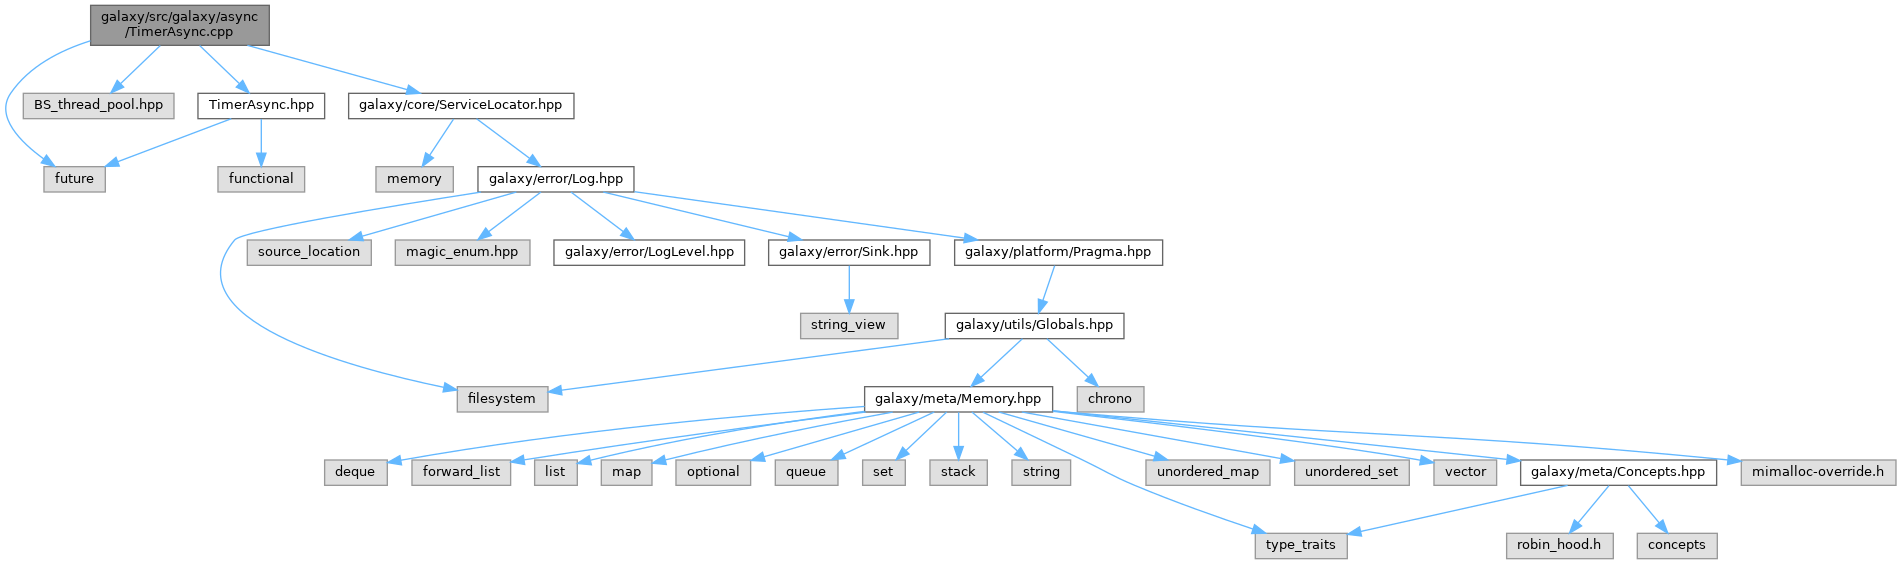 galaxy/src/galaxy/async
/TimerAsync.cpp
BS_thread_pool.hpp
TimerAsync.hpp
galaxy/core/ServiceLocator.hpp
future
functional
memory
galaxy/error/Log.hpp
source_location
magic_enum.hpp
galaxy/error/LogLevel.hpp
galaxy/error/Sink.hpp
galaxy/platform/Pragma.hpp
string_view
galaxy/utils/Globals.hpp
filesystem
galaxy/meta/Memory.hpp
chrono
deque
forward_list
list
map
optional
queue
set
stack
string
unordered_map
unordered_set
vector
galaxy/meta/Concepts.hpp
mimalloc-override.h
type_traits
robin_hood.h
concepts